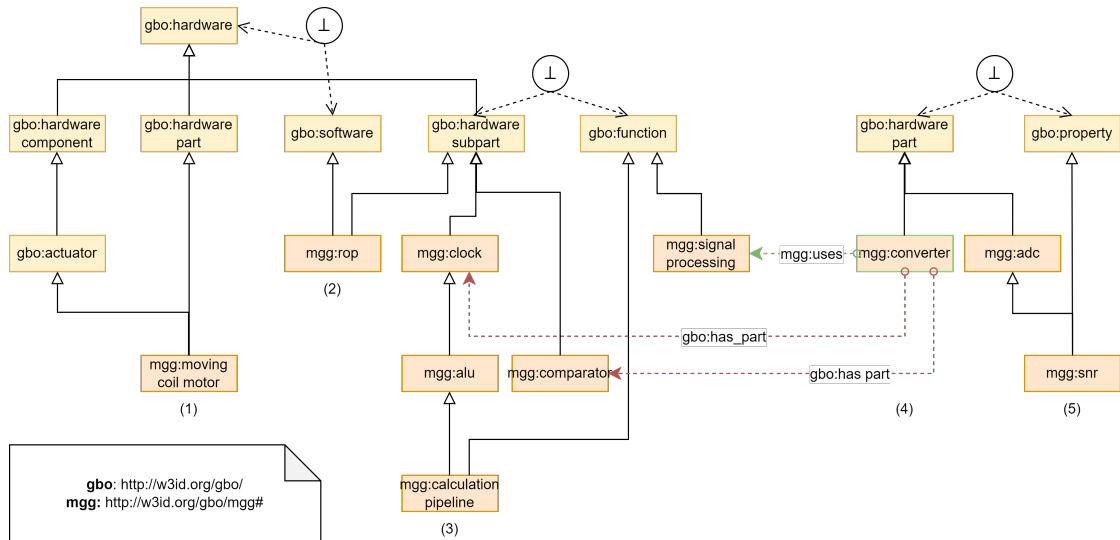 gbo:hardware
⊥
⊥
⊥
gbo:hardware
component
gbo:hardware
part
gbo:software
gbo:hardware
subpart
gbo:function
gbo:hardware
part
gbo:property
gbo:actuator
mgg:rop
mgg:clock
mgg:signal
processing
mgg:uses
mgg:converter
mgg:adc
(2)
gbo:has_part
mgg:moving
coil motor
mgg:alu
mgg:comparator
gbo:has part
mgg:snr
(1)
(4)
(5)
gbo: http://w3id.org/gbo/
mgg: http://w3id.org/gbo/mgg#
mgg:calculation
pipeline
(3)